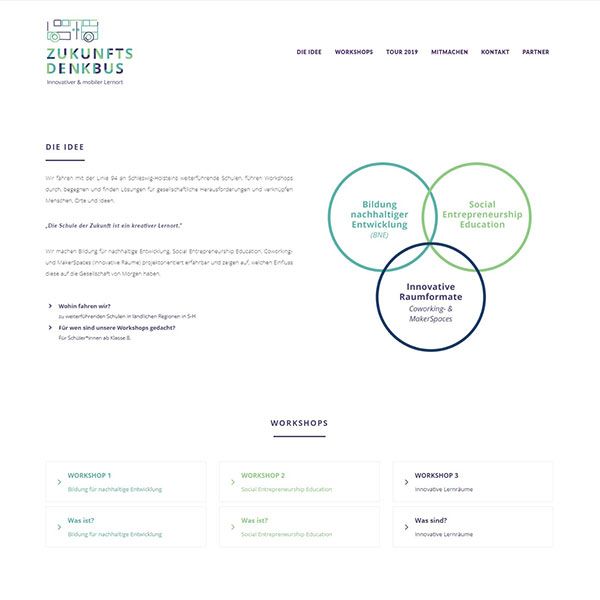 ZUKUNFTS
DENKBUS
Innovativer & mobiler Lernort
DIE IDEE WORKSHOPS TOUR 2019 MITMACHEN KONTAKT PARTNER
DIE IDEE
Wir fahren mit der Linie 94 an Schleswig-Holsteins weiterführende Schulen, führen Workshops
durch, begegnen und finden Lösungen für gesellschaftliche Herausforderungen und verknüpfen
Menschen, Orte und Ideen.
„Die Schule der Zukunft ist ein kreativer Lernort."
Wir machen Bildung für nachhaltige Entwicklung, Social Entrepreneurship Education, Coworking-
und MakerSpaces (innovative Räume) projektorientiert erfahrbar und zeigen auf, welchen Einfluss
diese auf die Gesellschaft von Morgen haben.
Wohin fahren wir?
zu weiterführenden Schulen in ländlichen Regionen in S-H
Für wen sind unsere Workshops gedacht?
Für Schüler*innen ab Klasse 8.
Bildung
nachhaltiger
Entwicklung
(BNE)
Social
Entrepreneurship
Education
Innovative
Raumformate
Coworking- &
MakerSpaces
WORKSHOPS
WORKSHOP 1
Bildung für nachhaltige Entwicklung
WORKSHOP 2
Social Entrepreneurship Education
WORKSHOP 3
Innovative Lernräume
Was ist?
Bildung für nachhaltige Entwicklung
Was ist?
Social Entrepreneurship Education
Was sind?
Innovative Lernräume